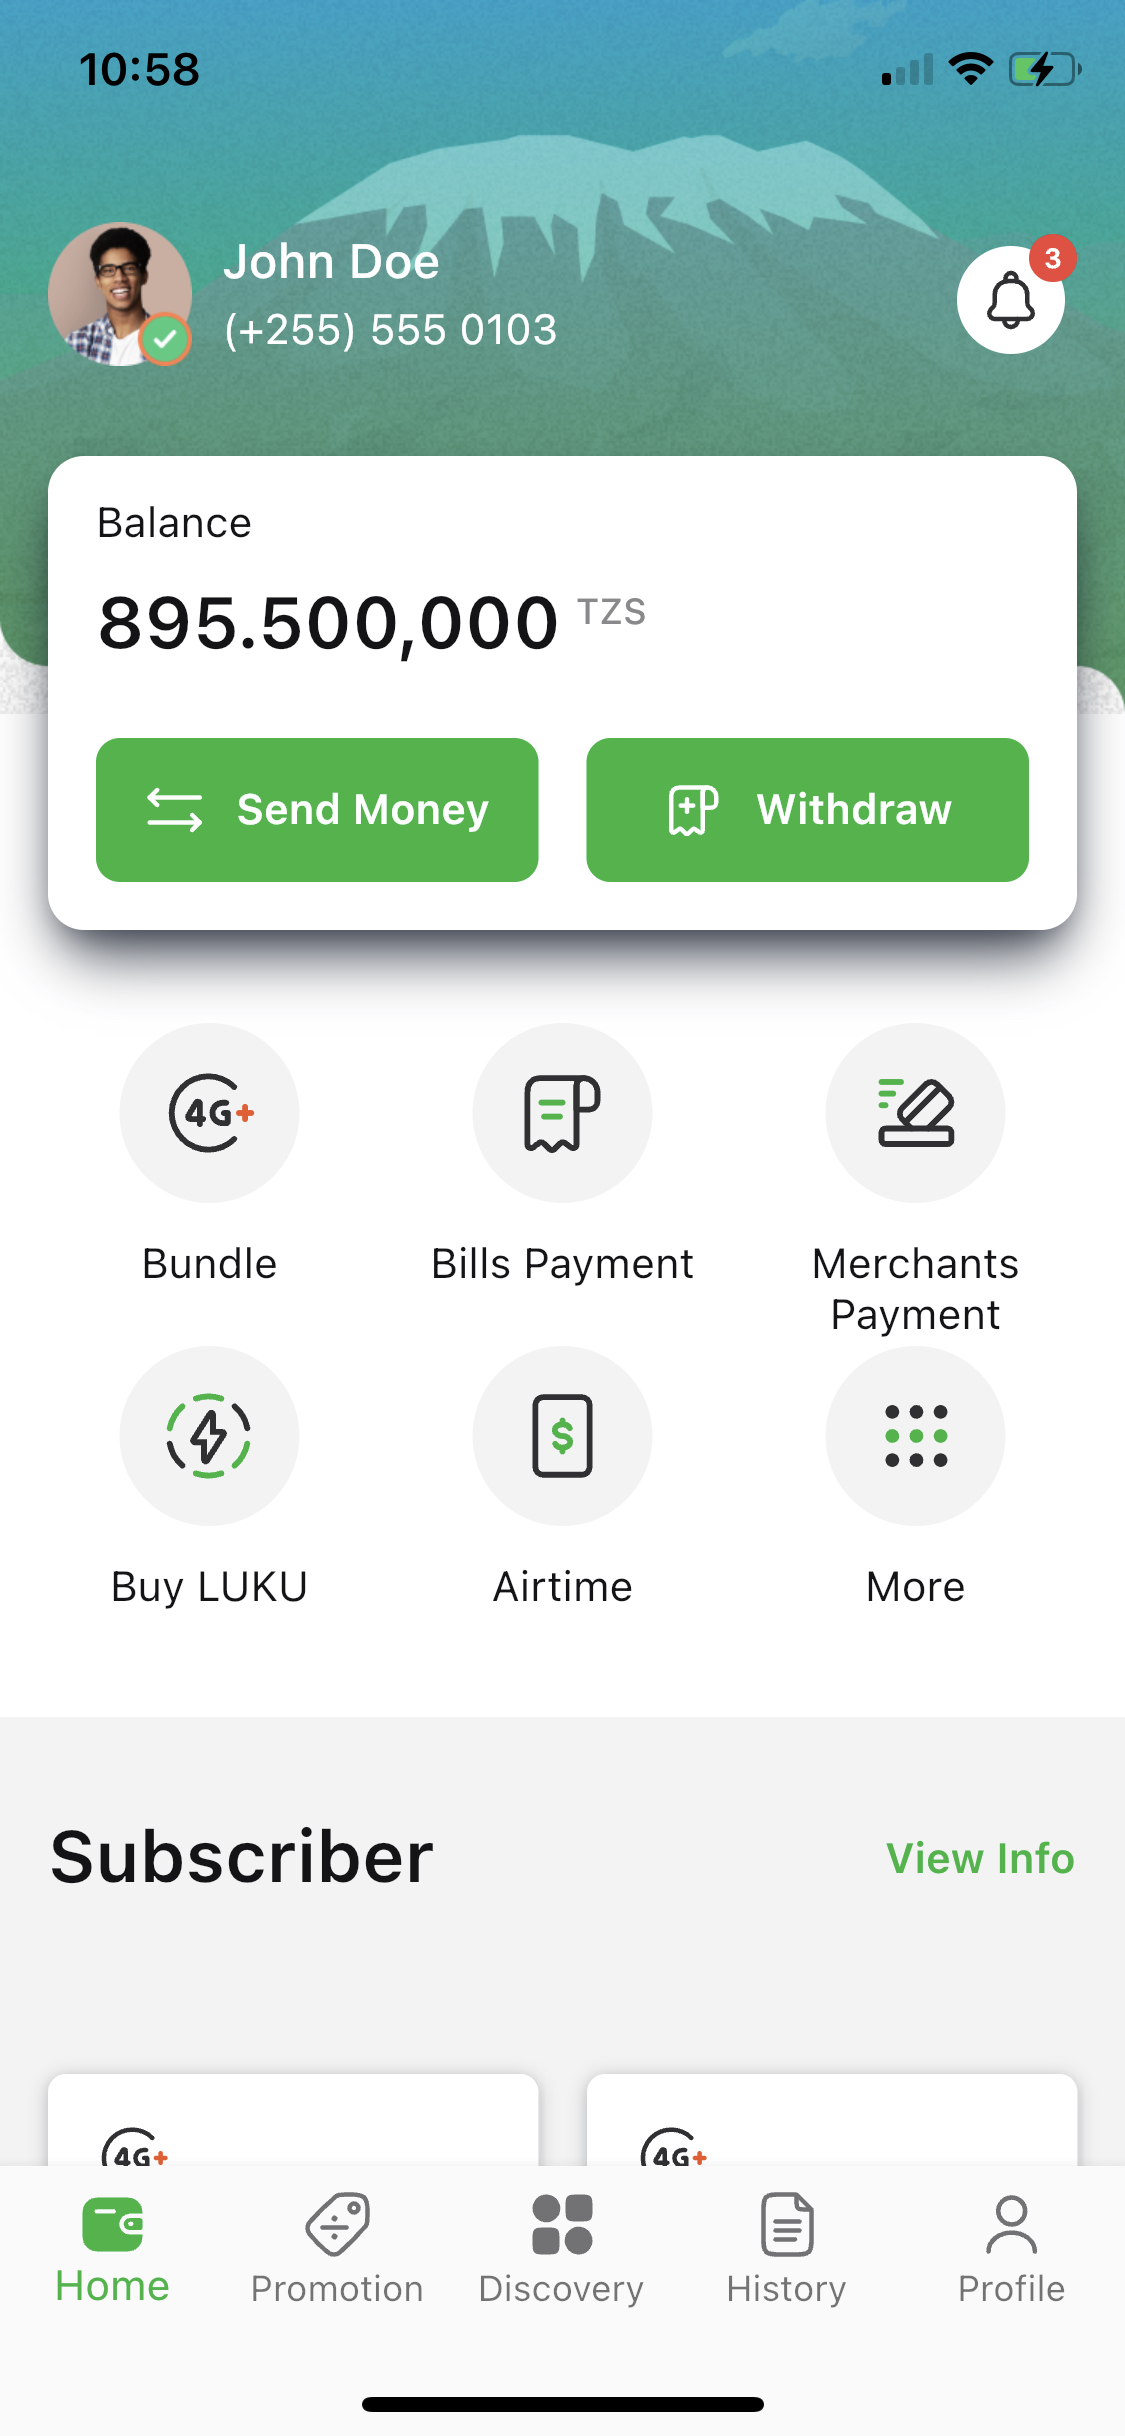 10:58
John Doe
3
(+255) 555 0103
Balance
895.500,000 TZS
Send Money
Withdraw
4G+
$
Bundle
Bills Payment
Merchants
Payment
Buy LUKU
Airtime
More
Subscriber
View Info
4G+
4G+
Home
Promotion
Discovery
History
Profile